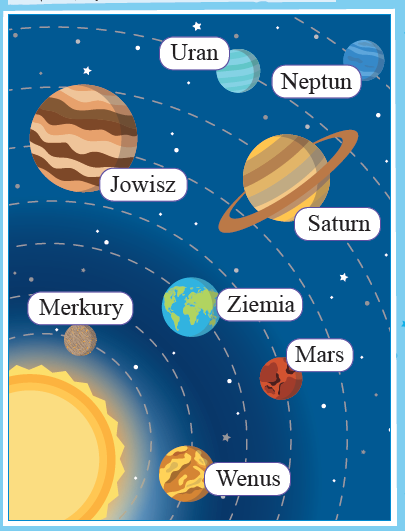 Uran
Neptun
Jowisz
Saturn
Merkury
Ziemia
Mars
Wenus